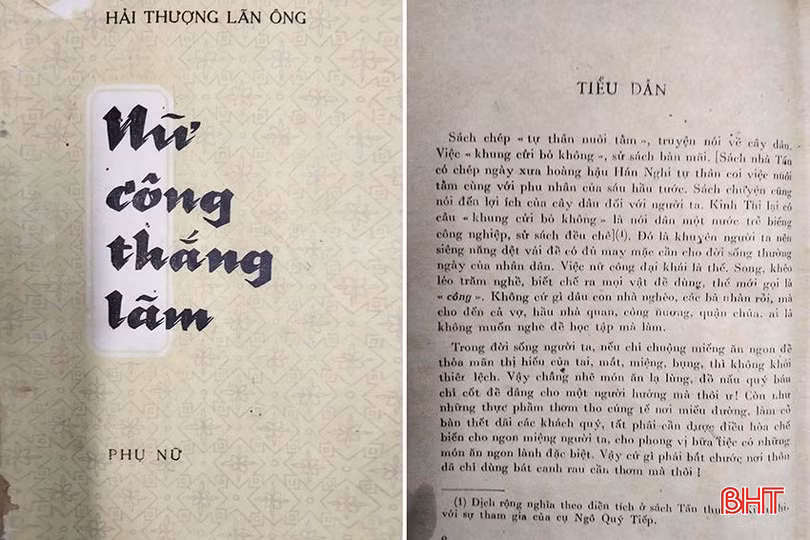 HẢI THƯỢNG LÃN ÔNG
Nữ
công
thắng
lãm
PHỤ NỮ
TIỂU DẪN
Sách chép « tự thân nuôi tằm », truyện nói về cây dâu.
Việc « khung cửi bỏ không », sử sách bàn mãi. [Sách nhà Tần
có chép ngày xưa hoàng hậu Hán Nghi tự thân coi việc nuôi
tằm cùng với phu nhân của sáu hầu tước. Sách chuyện cũng
nói đến lợi ích của cây dâu đối với người ta. Kinh Thi lại có
câu « khung cửi bỏ không » là nói dân một nước trễ biếng
công nghiệp, sử sách đều chê](1). Đó là khuyên người ta nên
siêng năng dệt vải để có đủ may mặc cần cho đời sống thường
ngày của nhân dân. Việc nữ công đại khái là thế. Song, khéo
léo trăm nghề, biết chế ra mọi vật để dùng, thế mới gọi là
« công ». Không cứ gì dâu con nhà nghèo, các bà nhàn rỗi, mà
cho đến cả vợ, hầu nhà quan, công nương, quận chúa, ai là
không muốn nghe để học tập mà làm.
Trong đời sống người ta, nếu chỉ chuộng miếng ăn ngon để
thỏa mãn thị hiếu của tai, mắt, miệng, bụng, thì không khỏi
thiên lệch. Vậy chẳng nhẽ món ăn lạ lùng, đồ nấu quý báu
chỉ cốt để dâng cho một người hưởng mà thôi ư! Còn như
những thực phẩm thơm tho cúng tế nơi miếu đường, làm cỗ
bàn thết đãi các khách quý, tất phải cần được điều hòa chế
biến cho ngon miệng người ta, cho phong vị bữa tiệc có những
món ăn ngon lành đặc biệt. Vậy cứ gì phải bắt chước nơi thôn
dã chỉ dùng bát canh rau cần thơm mà thôi !
(1) Dịch rộng nghĩa theo điển tích ở sách Tần thư
với sự tham gia của cụ Ngô Quý Tiếp.
BHT